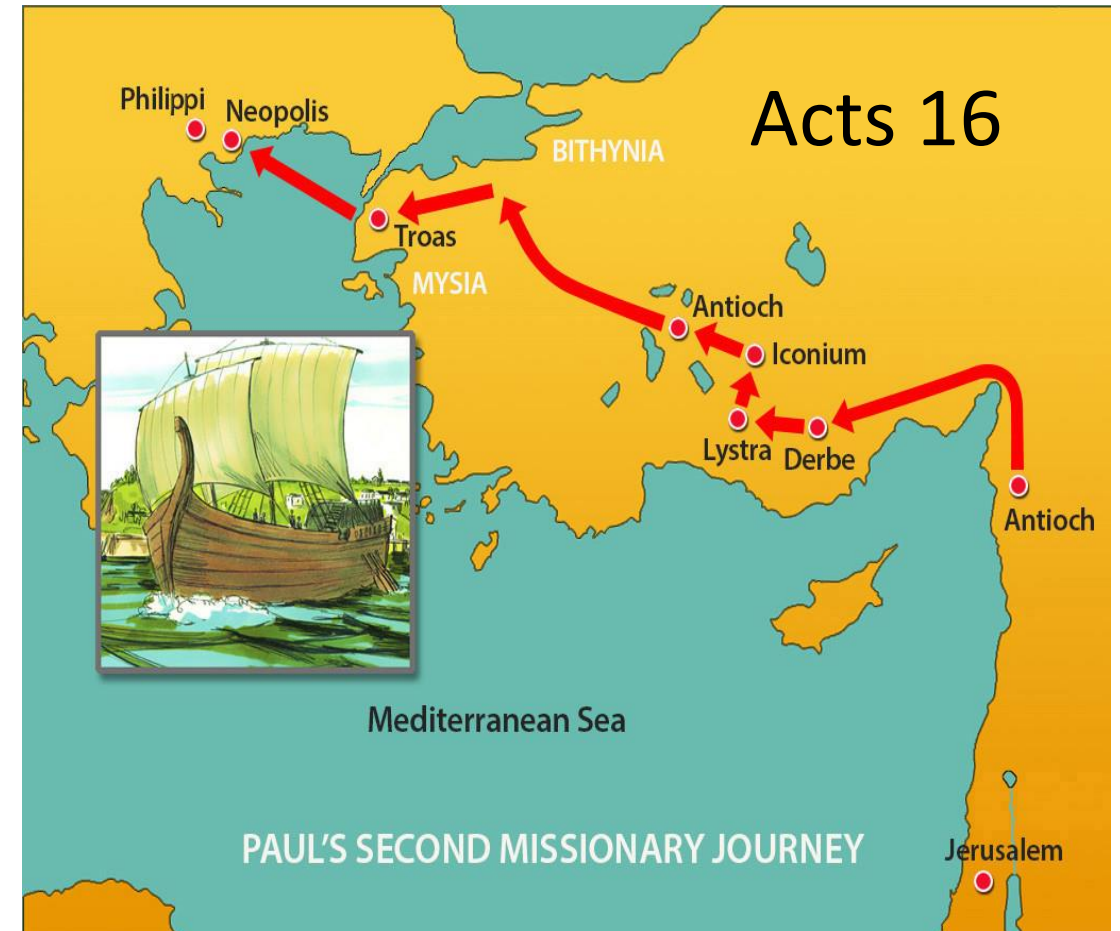 Acts 16
Philippi
Neopolis
BITHYNIA
Troas
MYSIA
Antioch
Iconium
Lystra
Derbe
Antioch
Mediterranean Sea
PAUL'S SECOND MISSIONARY JOURNEY
Jerusalem